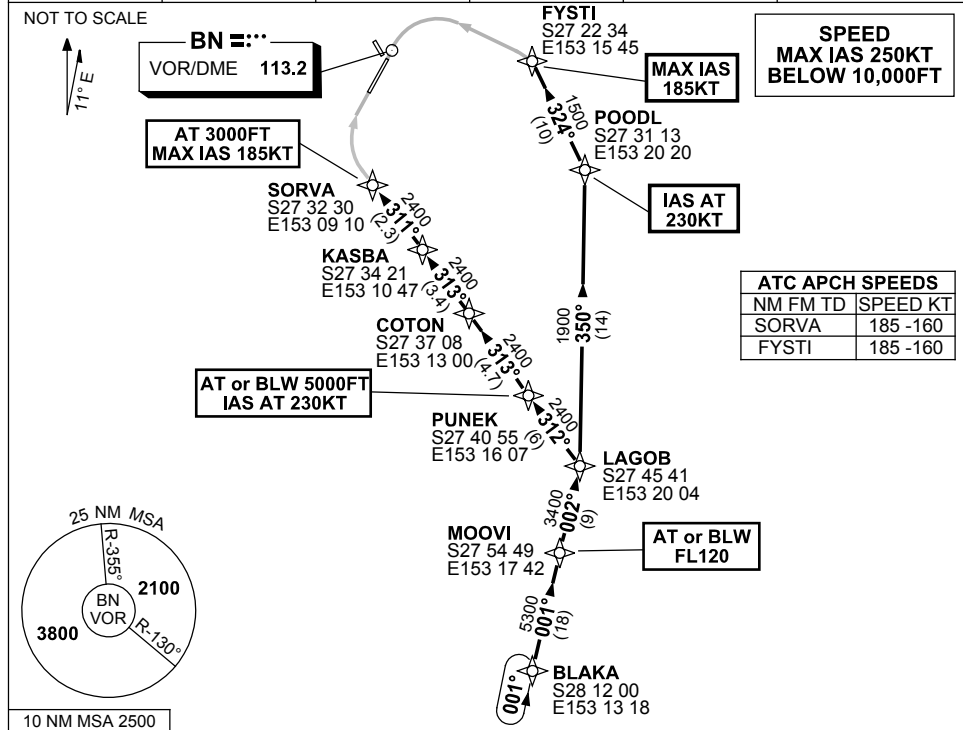 NOT TO SCALE
11° E
BN
VOR/DME 113.2
FYSTI
S27 22 34
E153 15 45
SPEED
MAX IAS 250KT
BELOW 10,000FT
MAX IAS
185KT
1500
324°
(10)
POODL
S27 31 13
E153 20 20
AT 3000FT
MAX IAS 185KT
IAS AT
230KT
SORVA
S27 32 30
E153 09 10
2400
311°
(2.3)
KASBA
S27 34 21
E153 10 47
2400
313°
(3.4)
ATC APCH SPEEDS
NM FM TD SPEED KT
SORVA 185 -160
FYSTI 185 -160
COTON
S27 37 08
E153 13 00
2400
313°
(4.7)
1900
350°
(14)
AT or BLW 5000FT
IAS AT 230KT
PUNEK
S27 40 55
E153 16 07
2400
312°
(6)
LAGOB
S27 45 41
E153 20 04
3400
002°
(9)
MOOVI
S27 54 49
E153 17 42
AT or BLW
FL120
5300
001°
(18)
BLAKA
S28 12 00
E153 13 18
001°
25 NM MSA
R-355°
2100
BN
VOR
3800
R-130°
10 NM MSA 2500